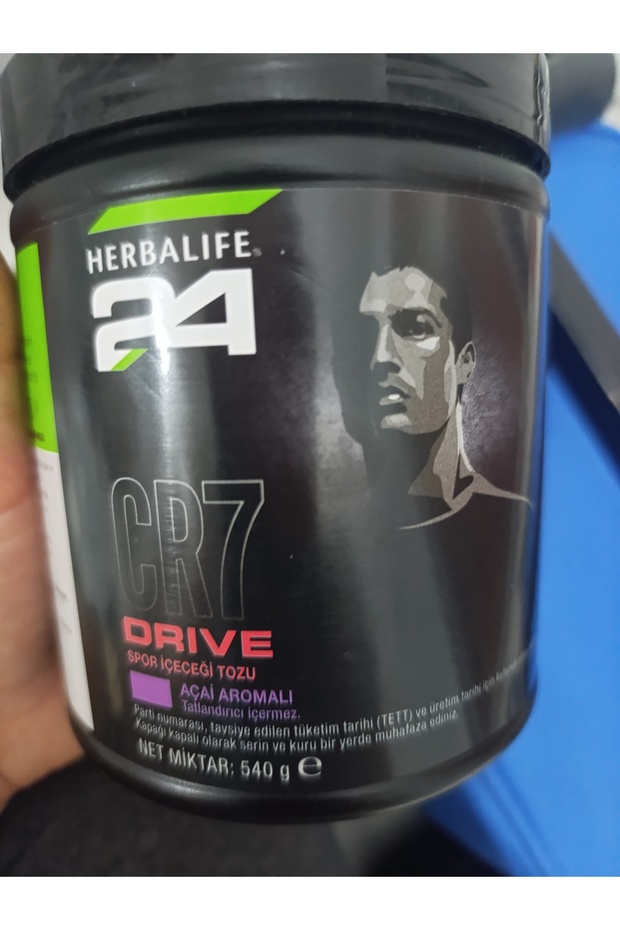 HERBALIFE
24
CR7
DRIVE
SPOR İÇECEĞİ TOZU
AÇAİ AROMALI
Tatlandırıcı içermez.
Parti numarası, tavsiye edilen tüketim tarihi (TETT) ve üretim tarihi için
Kapağı kapalı olarak serin ve kuru bir yerde muhafaza ediniz.
NET MİKTAR: 540 g ℮